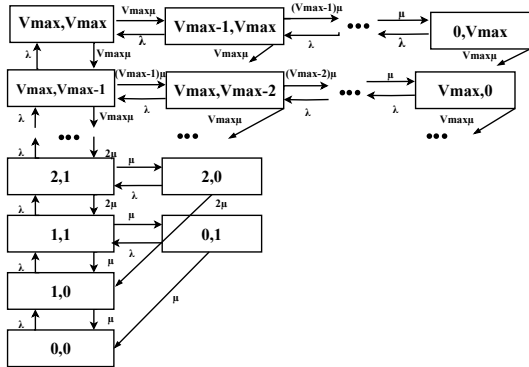 Vmax,Vmax Vmaxμ Vmax-1,Vmax (Vmax-1)μ ••• μ 0,Vmax
λ λ λ
λ Vmaxμ Vmaxμ Vmaxμ
Vmax,Vmax-1 (Vmax-1)μ Vmax,Vmax-2 (Vmax-2)μ ••• μ Vmax,0
λ λ λ
λ Vmaxμ Vmaxμ Vmaxμ
••• ••• •••
λ 2μ
2,1 μ 2,0
λ
λ 2μ 2μ
1,1 μ 0,1
λ
λ μ
1,0
μ
λ μ
0,0